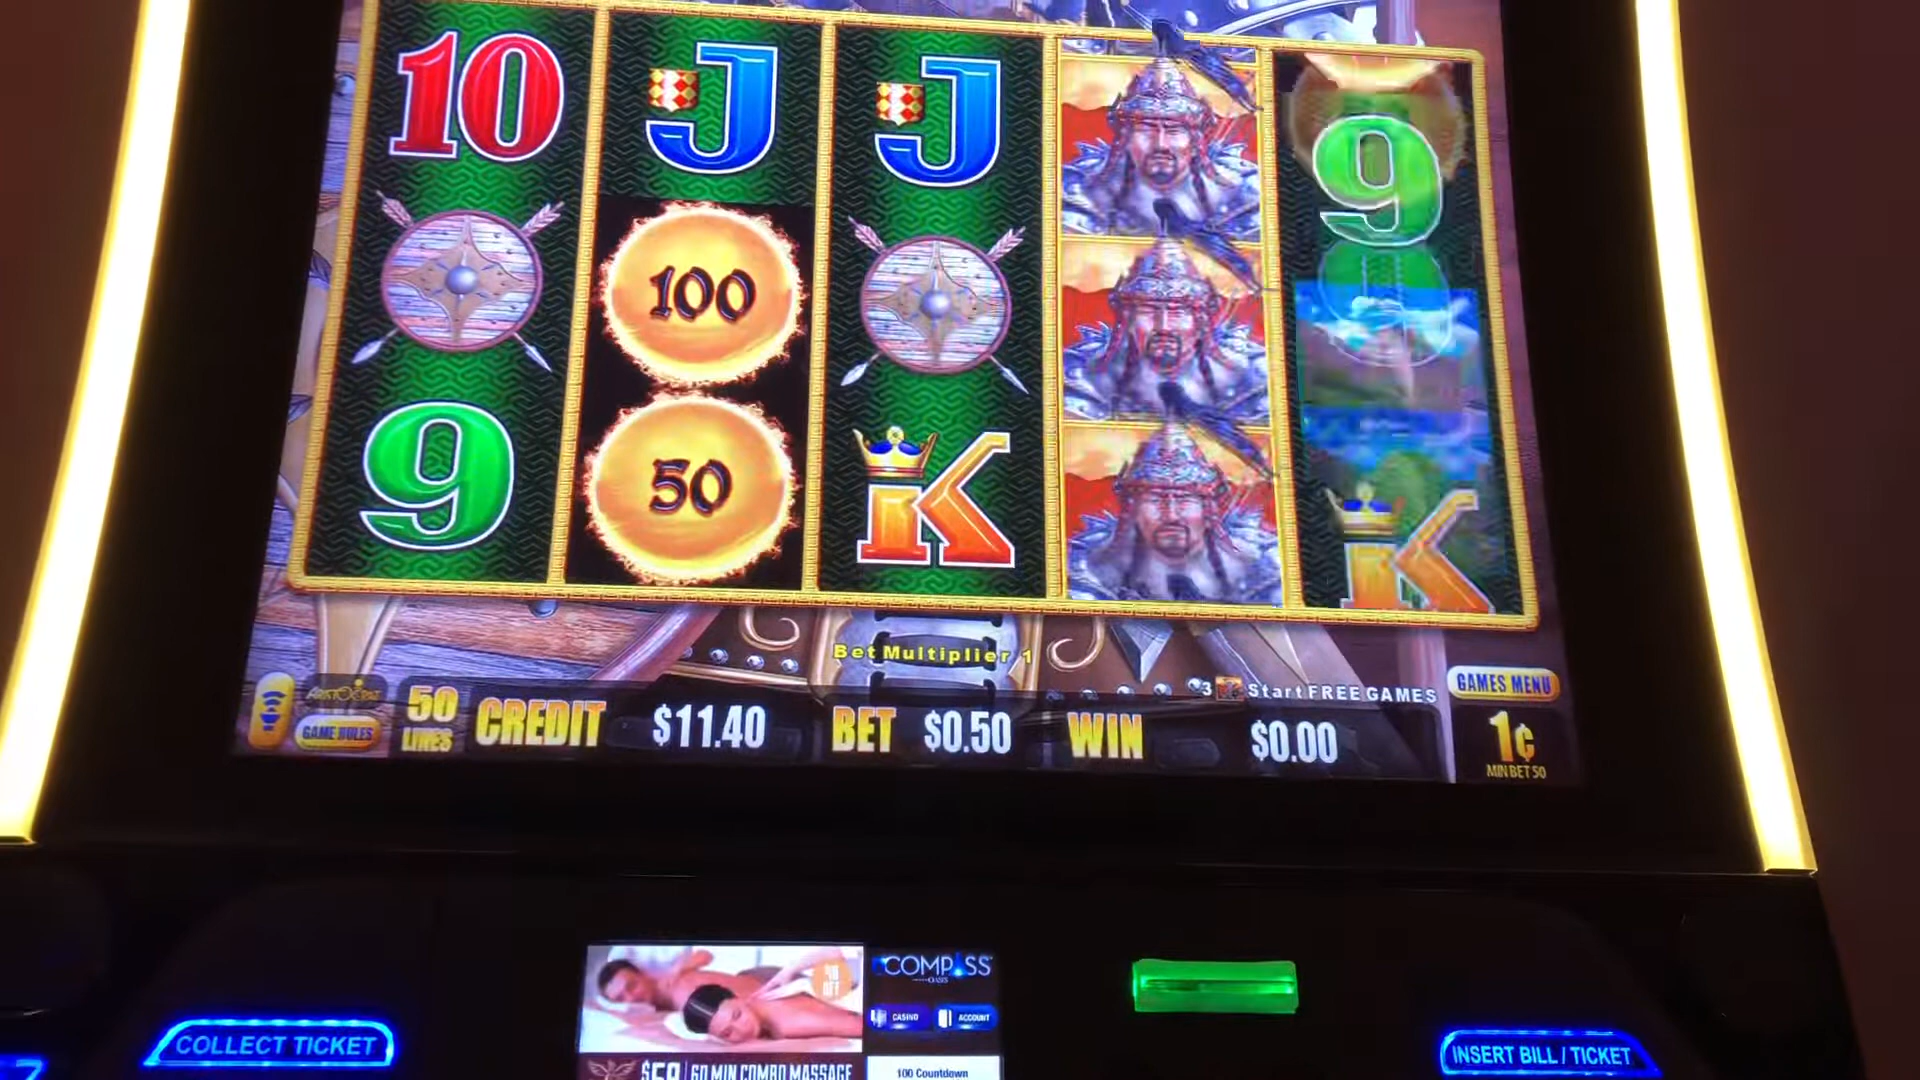 10 J J
9
100
50
9 K K
Bet Multiplier 1
3 Start FREE GAMES
GAMES MENU
ARISTOCRAT
GAME RULES
50 LINES
CREDIT $11.40
BET $0.50
WIN $0.00
1¢
MIN BET 50
COMPASS
CASINO ACCOUNT
COLLECT TICKET
INSERT BILL / TICKET
$59 60 MIN COMBO MASSAGE
100 Countdown